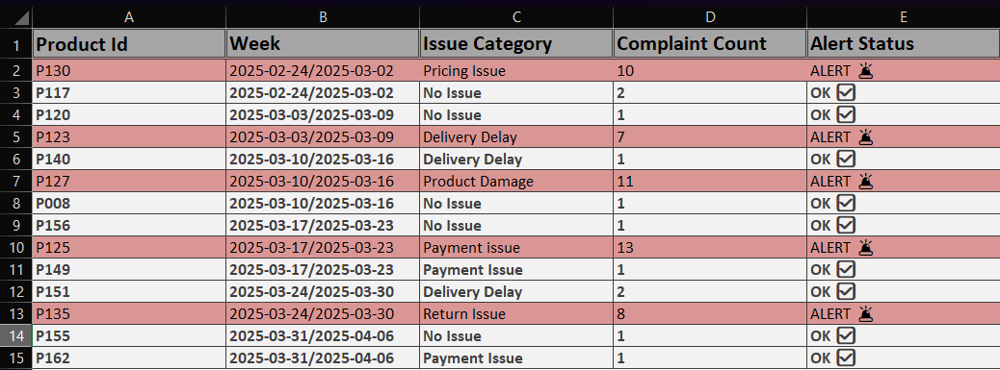 A B C D E
1 Product Id Week Issue Category Complaint Count Alert Status
2 P130 2025-02-24/2025-03-02 Pricing Issue 10 ALERT 🚨
3 P117 2025-02-24/2025-03-02 No Issue 2 OK ☑
4 P120 2025-03-03/2025-03-09 No Issue 1 OK ☑
5 P123 2025-03-03/2025-03-09 Delivery Delay 7 ALERT 🚨
6 P140 2025-03-10/2025-03-16 Delivery Delay 1 OK ☑
7 P127 2025-03-10/2025-03-16 Product Damage 11 ALERT 🚨
8 P008 2025-03-10/2025-03-16 No Issue 1 OK ☑
9 P156 2025-03-17/2025-03-23 No Issue 1 OK ☑
10 P125 2025-03-17/2025-03-23 Payment issue 13 ALERT 🚨
11 P149 2025-03-17/2025-03-23 Payment Issue 1 OK ☑
12 P151 2025-03-24/2025-03-30 Delivery Delay 2 OK ☑
13 P135 2025-03-24/2025-03-30 Return Issue 8 ALERT 🚨
14 P155 2025-03-31/2025-04-06 No Issue 1 OK ☑
15 P162 2025-03-31/2025-04-06 Payment Issue 1 OK ☑